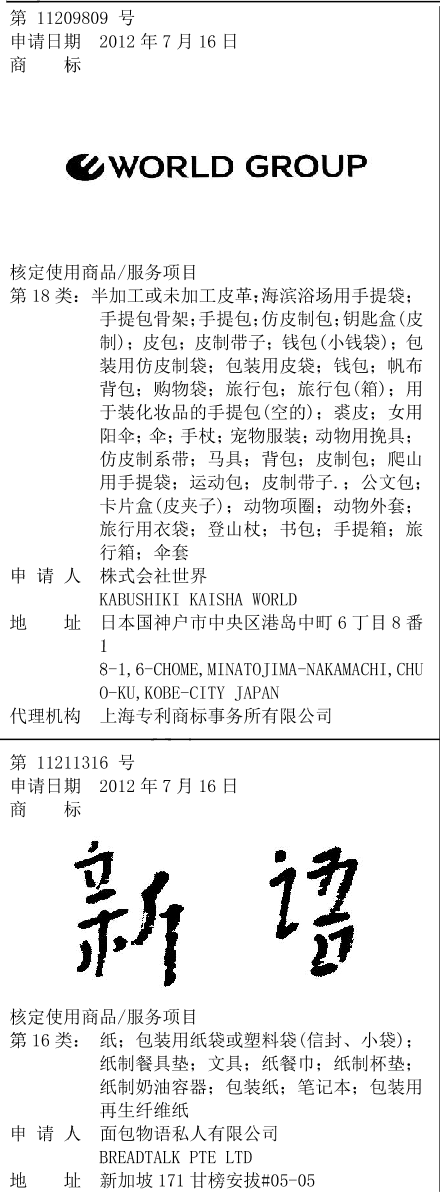 第 11209809 号
申请日期 2012 年 7 月 16 日
商 标
WORLD GROUP
核定使用商品/服务项目
第 18 类：半加工或未加工皮革；海滨浴场用手提袋；
手提包骨架；手提包；仿皮制包；钥匙盒(皮
制)；皮包；皮制带子；钱包(小钱袋)；包
装用仿皮制袋；包装用皮袋；钱包；帆布
背包；购物袋；旅行包；旅行包(箱)；用
于装化妆品的手提包(空的)；裘皮；女用
阳伞；伞；手杖；宠物服装；动物用挽具；
仿皮制系带；马具；背包；皮制包；爬山
用手提袋；运动包；皮制带子.；公文包；
卡片盒(皮夹子)；动物项圈；动物外套；
旅行用衣袋；登山杖；书包；手提箱；旅
行箱；伞套
申 请 人 株式会社世界
KABUSHIKI KAISHA WORLD
地 址 日本国神户市中央区港岛中町 6 丁目 8 番
1
8-1,6-CHOME,MINATOJIMA-NAKAMACHI,CHU
O-KU,KOBE-CITY JAPAN
代理机构 上海专利商标事务所有限公司
第 11211316 号
申请日期 2012 年 7 月 16 日
商 标
新 语
核定使用商品/服务项目
第 16 类：纸；包装用纸袋或塑料袋(信封、小袋)；
纸制餐具垫；文具；纸餐巾；纸制杯垫；
纸制奶油容器；包装纸；笔记本；包装用
再生纤维纸
申 请 人 面包物语私人有限公司
BREADTALK PTE LTD
地 址 新加坡 171 甘榜安拔#05-05